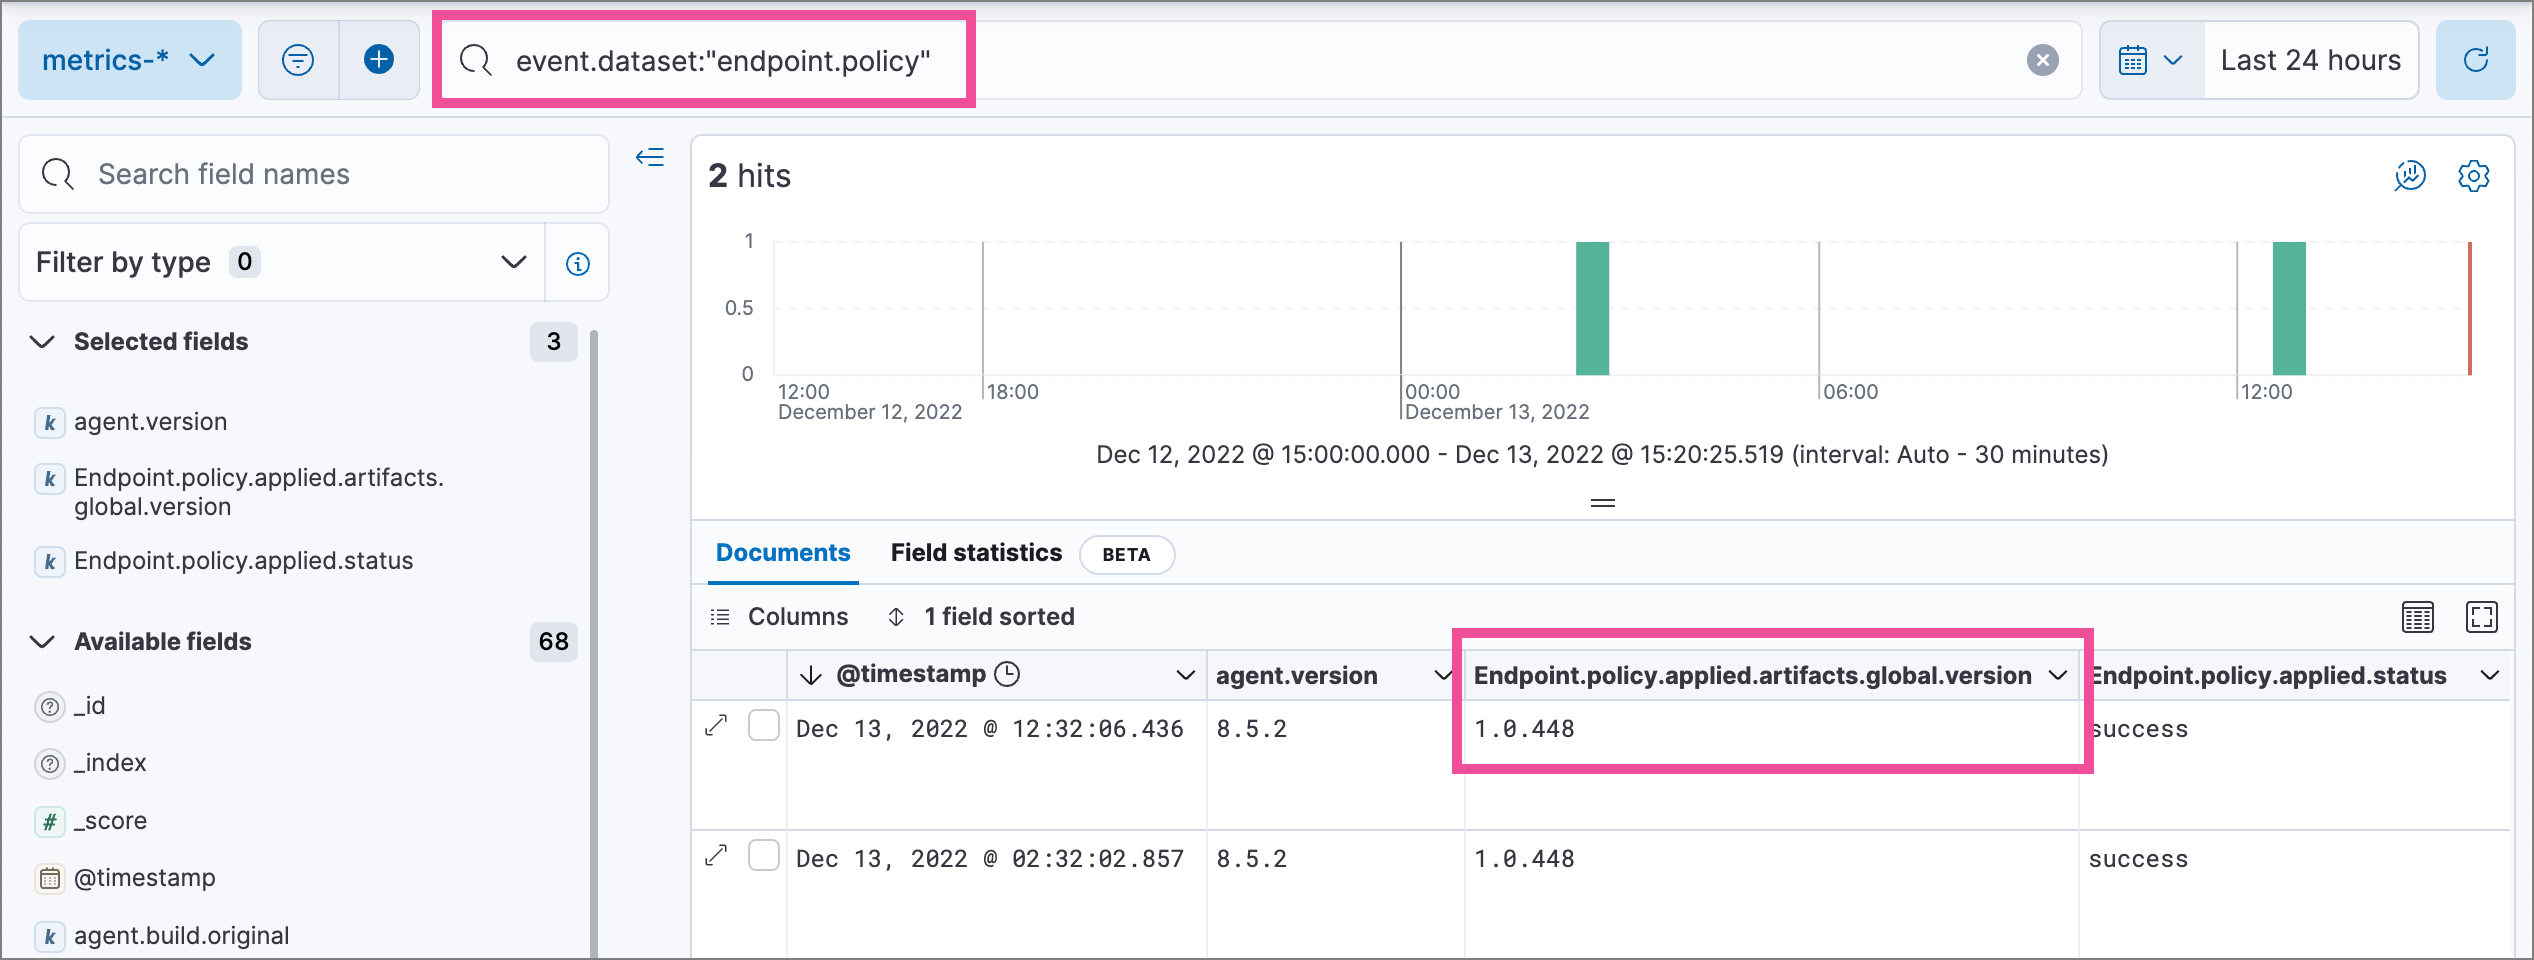 metrics-*
event.dataset:"endpoint.policy"
Last 24 hours
Search field names
Filter by type 0
Selected fields 3
k agent.version
k Endpoint.policy.applied.artifacts.
global.version
k Endpoint.policy.applied.status
Available fields 68
_id
_index
# _score
@timestamp
k agent.build.original
2 hits
1
0.5
0
12:00 18:00 00:00 06:00 12:00
December 12, 2022 December 13, 2022
Dec 12, 2022 @ 15:00:00.000 - Dec 13, 2022 @ 15:20:25.519 (interval: Auto - 30 minutes)
Documents Field statistics BETA
Columns 1 field sorted
@timestamp agent.version Endpoint.policy.applied.artifacts.global.version Endpoint.policy.applied.status
Dec 13, 2022 @ 12:32:06.436 8.5.2 1.0.448 success
Dec 13, 2022 @ 02:32:02.857 8.5.2 1.0.448 success